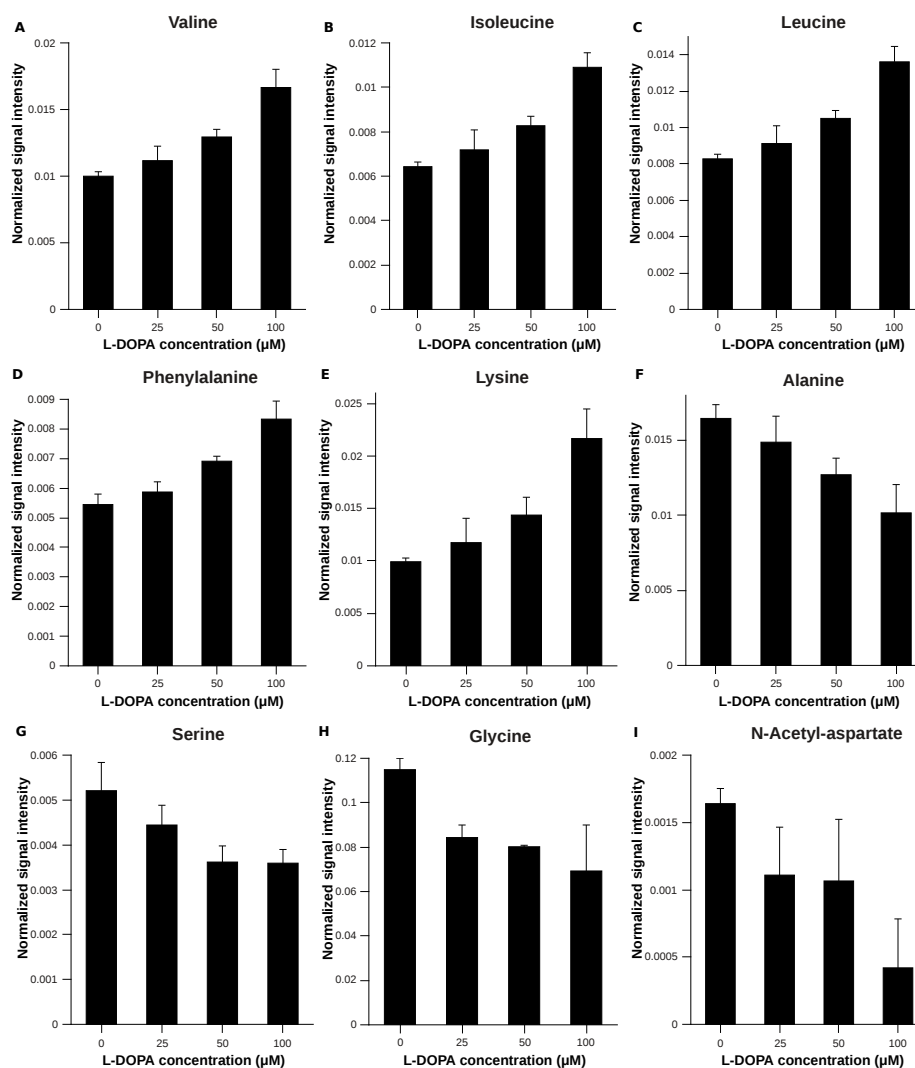 A Valine
Normalized signal intensity
0.02
0.015
0.01
0.005
0
0 25 50 100
L-DOPA concentration (µM)
B Isoleucine
Normalized signal intensity
0.012
0.01
0.008
0.006
0.004
0.002
0
0 25 50 100
L-DOPA concentration (µM)
C Leucine
Normalized signal intensity
0.014
0.012
0.01
0.008
0.006
0.004
0.002
0
0 25 50 100
L-DOPA concentration (µM)
D Phenylalanine
Normalized signal intensity
0.009
0.008
0.007
0.006
0.005
0.004
0.003
0.002
0.001
0
0 25 50 100
L-DOPA concentration (µM)
E Lysine
Normalized signal intensity
0.025
0.02
0.015
0.01
0.005
0
0 25 50 100
L-DOPA concentration (µM)
F Alanine
Normalized signal intensity
0.015
0.01
0.005
0
0 25 50 100
L-DOPA concentration (µM)
G Serine
Normalized signal intensity
0.006
0.005
0.004
0.003
0.002
0.001
0
0 25 50 100
L-DOPA concentration (µM)
H Glycine
Normalized signal intensity
0.12
0.1
0.08
0.06
0.04
0.02
0
0 25 50 100
L-DOPA concentration (µM)
I N-Acetyl-aspartate
Normalized signal intensity
0.002
0.0015
0.001
0.0005
0
0 25 50 100
L-DOPA concentration (µM)